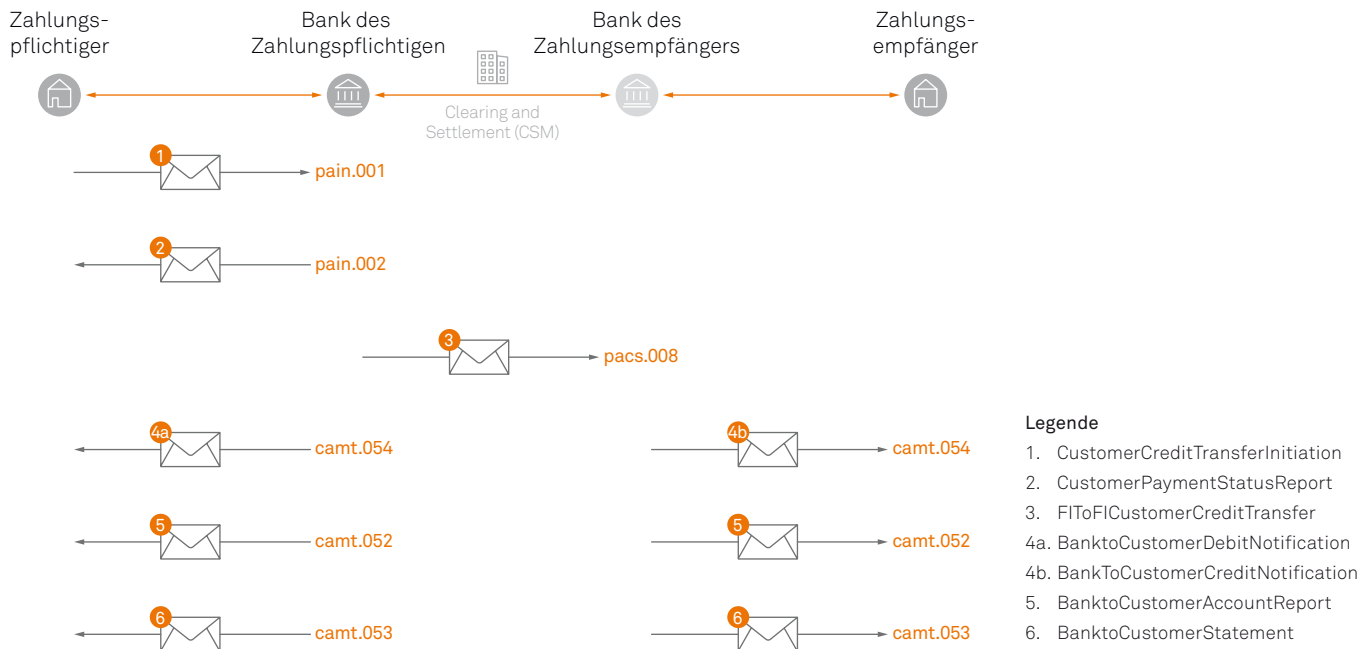 Zahlungs-
pflichtiger
Bank des
Zahlungspflichtigen
Bank des
Zahlungsempfängers
Zahlungs-
empfänger
Clearing and
Settlement (CSM)
1
pain.001
2
pain.002
3
pacs.008
4a
camt.054
4b
camt.054
5
camt.052
5
camt.052
6
camt.053
6
camt.053
Legende
1. CustomerCreditTransferInitiation
2. CustomerPaymentStatusReport
3. FIToFICustomerCreditTransfer
4a. BanktoCustomerDebitNotification
4b. BankToCustomerCreditNotification
5. BanktoCustomerAccountReport
6. BanktoCustomerStatement